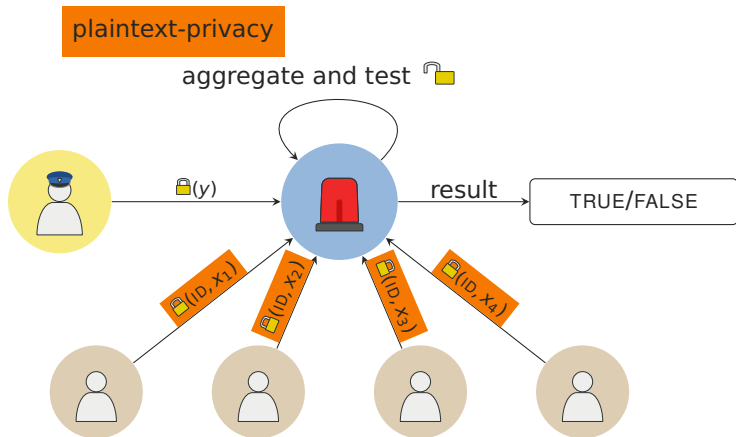 plaintext-privacy
aggregate and test
(y)
result
TRUE/FALSE
(ID, x₁)
(ID, x₂)
(ID, x₃)
(ID, x₄)